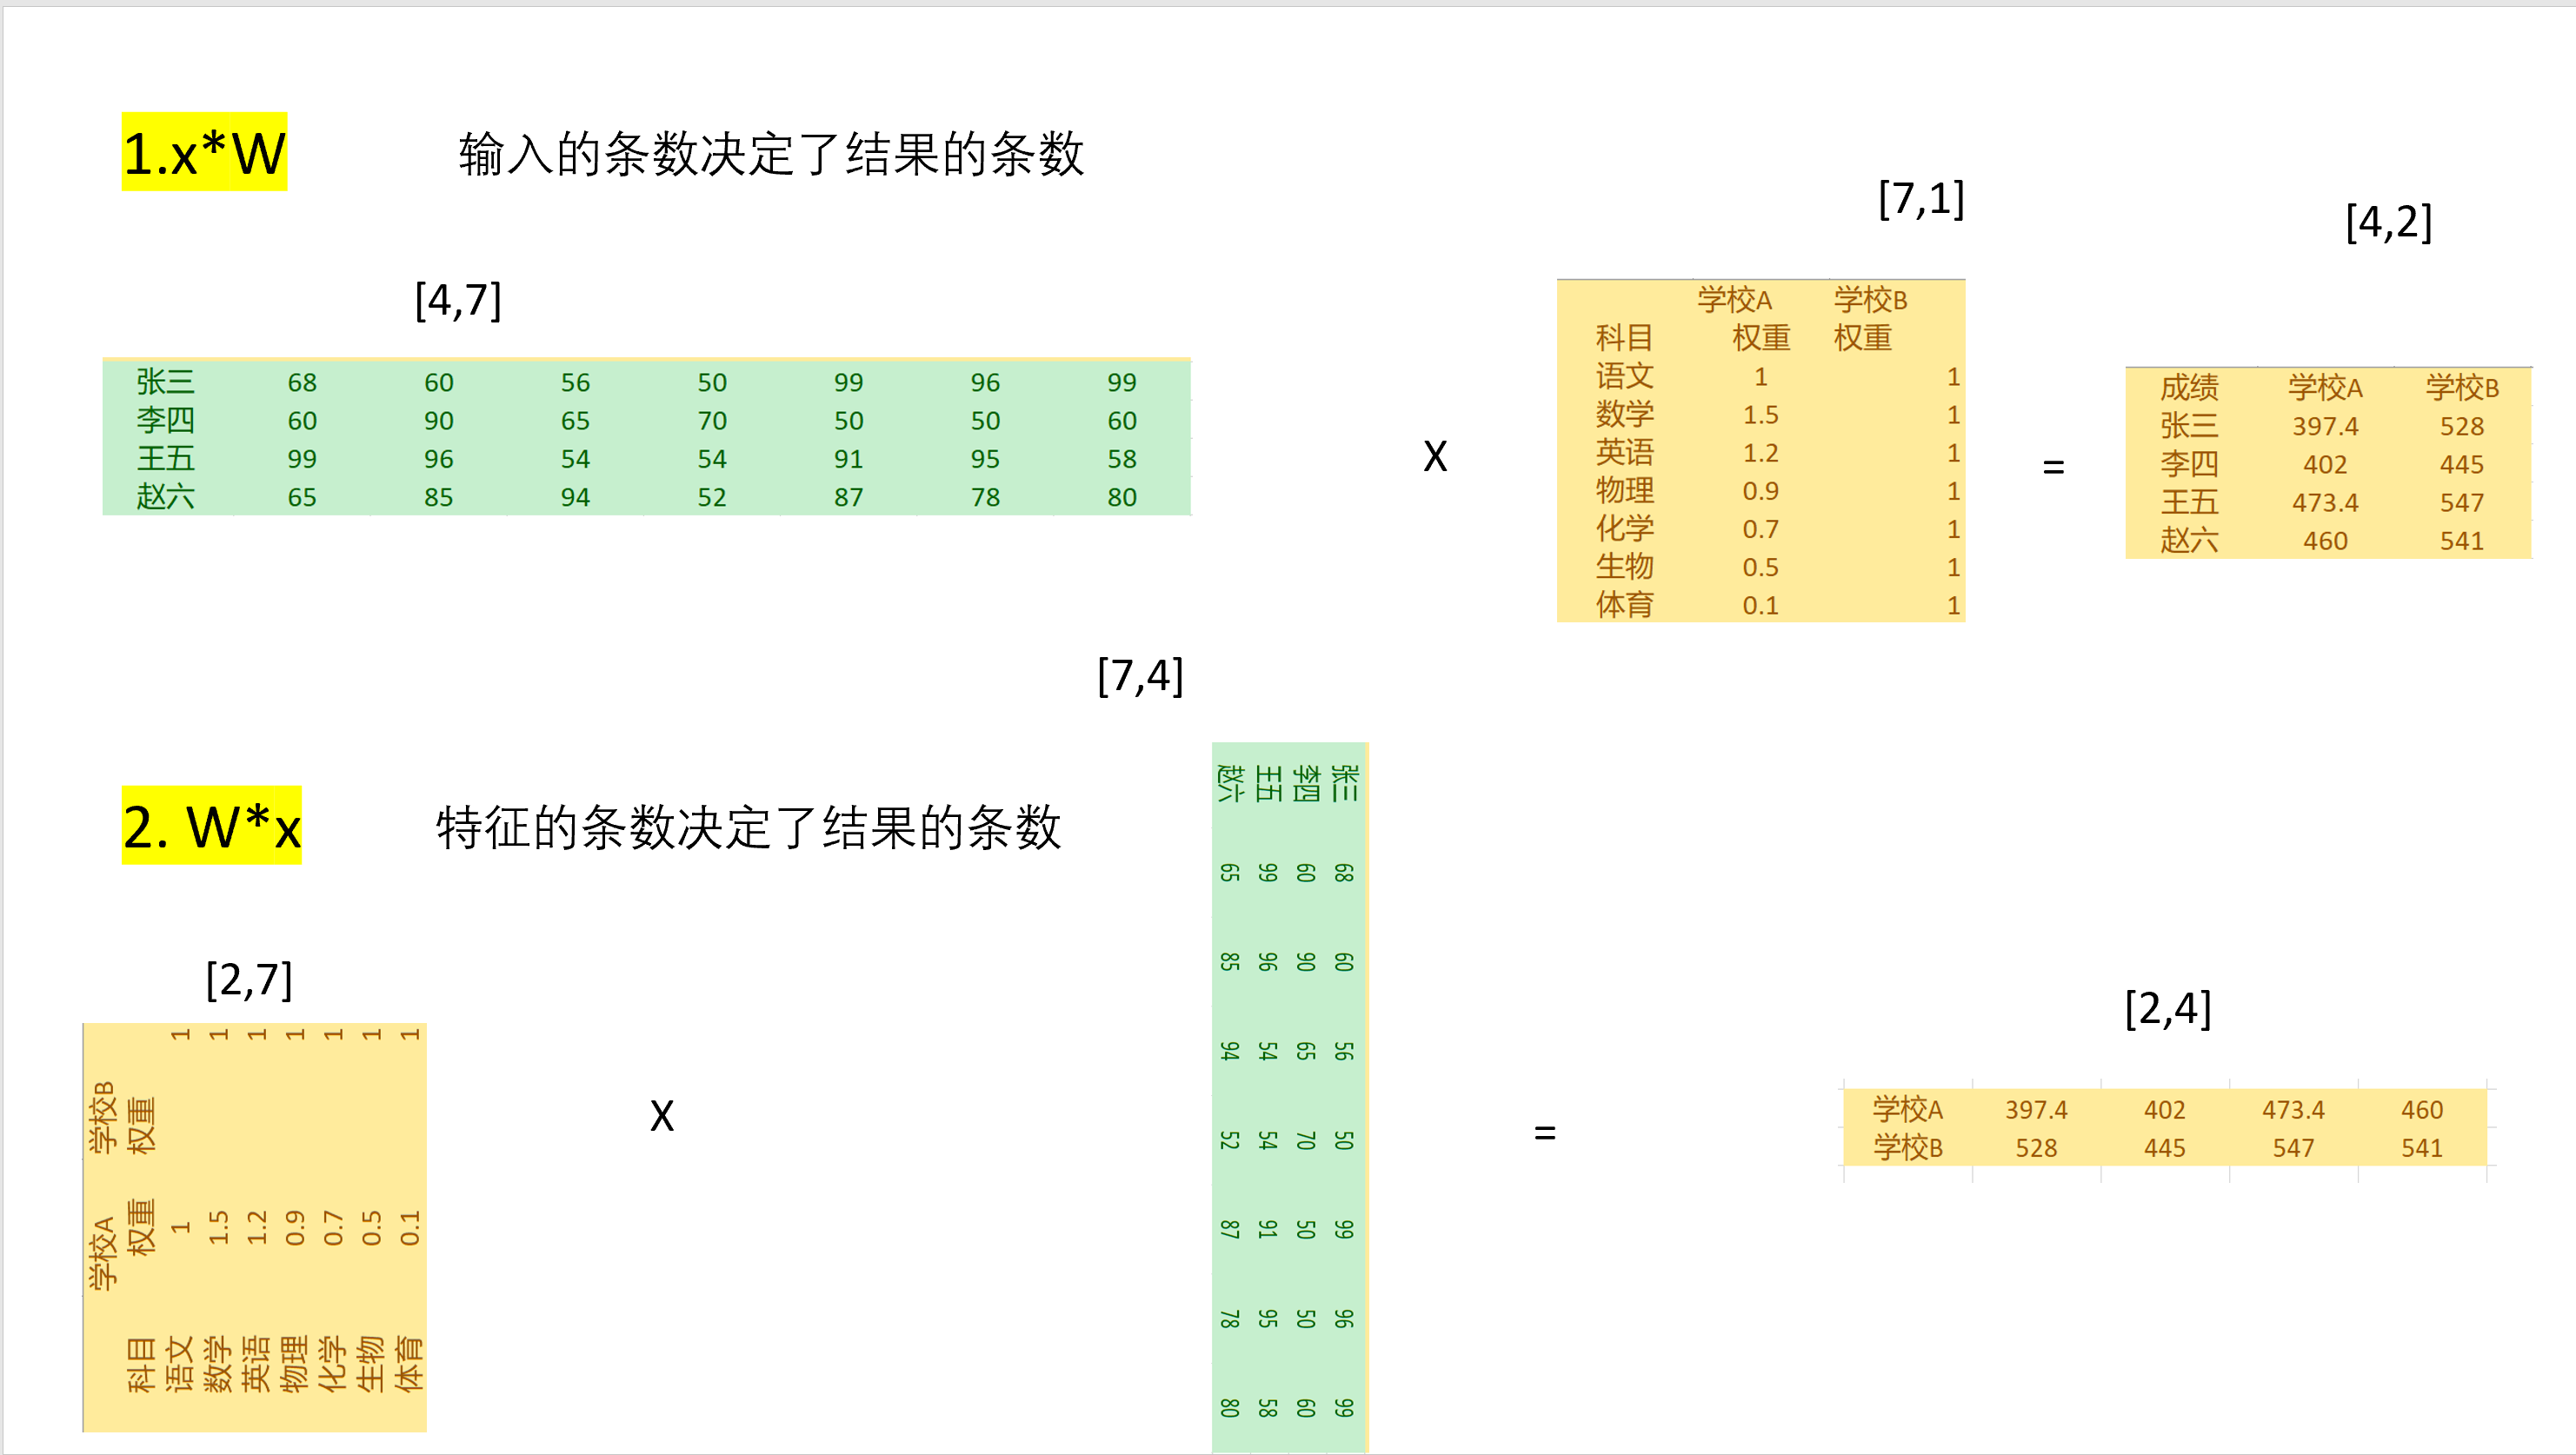 1.x*W 输入的条数决定了结果的条数
[7,1]
[4,2]
[4,7]
张三 68 60 56 50 99 96 99
李四 60 90 65 70 50 50 60
王五 99 96 54 54 91 95 58
赵六 65 85 94 52 87 78 80
X
学校A 学校B
科目 权重 权重
语文 1 1
数学 1.5 1
英语 1.2 1
物理 0.9 1
化学 0.7 1
生物 0.5 1
体育 0.1 1
=
成绩 学校A 学校B
张三 397.4 528
李四 402 445
王五 473.4 547
赵六 460 541
[7,4]
2. W*x 特征的条数决定了结果的条数
[2,7]
学校A 学校B
科目 权重 权重
语文 1 1
数学 1.5 1
英语 1.2 1
物理 0.9 1
化学 0.7 1
生物 0.5 1
体育 0.1 1
X
张三 68 60 56 50 99 96 99
李四 60 90 65 70 50 50 60
王五 99 96 54 54 91 95 58
赵六 65 85 94 52 87 78 80
=
[2,4]
学校A 397.4 402 473.4 460
学校B 528 445 547 541